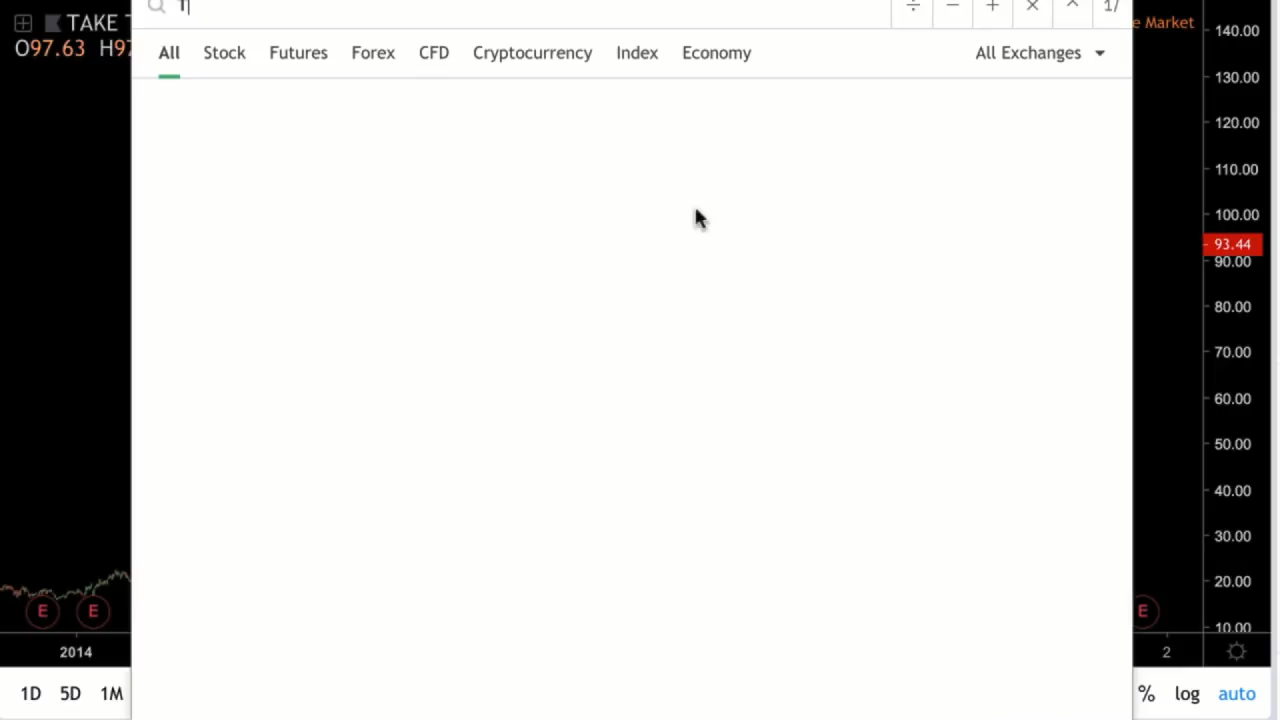 T
÷ − + × ^ 1/
TAKE T
e Market
O97.63 H97
All Stock Futures Forex CFD Cryptocurrency Index Economy All Exchanges
140.00
130.00
120.00
110.00
100.00
93.44
90.00
80.00
70.00
60.00
50.00
40.00
30.00
20.00
10.00
E E E
2014 2
1D 5D 1M % log auto